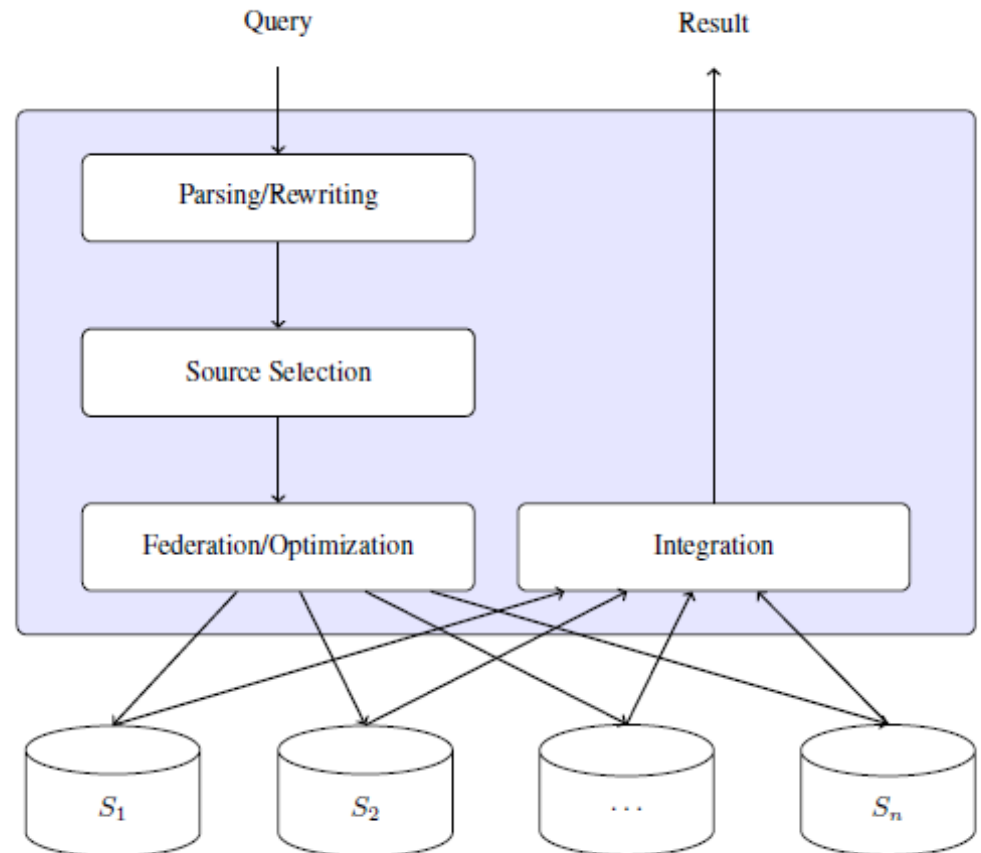 Query
Result
Parsing/Rewriting
Source Selection
Federation/Optimization
Integration
S₁
S₂
...
Sₙ